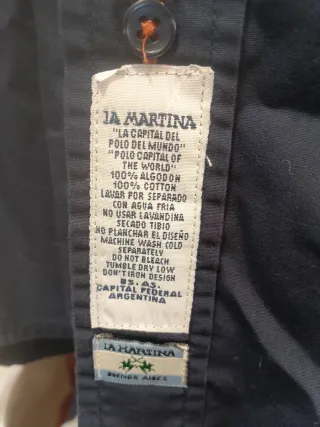 LA MARTINA
"LA CAPITAL DEL
POLO DEL MUNDO"
"POLO CAPITAL OF
THE WORLD"
100% ALGODON
100% COTTON
LAVAR POR SEPARADO
CON AGUA FRIA
NO USAR LAVANDINA
SECADO TIBIO
NO PLANCHAR EL DISEÑO
MACHINE WASH COLD
SEPARATELY
DO NOT BLEACH
TUMBLE DRY LOW
DON'T IRON DESIGN
BS. AS.
CAPITAL FEDERAL
ARGENTINA
LA MARTINA
BUENOS AIRES